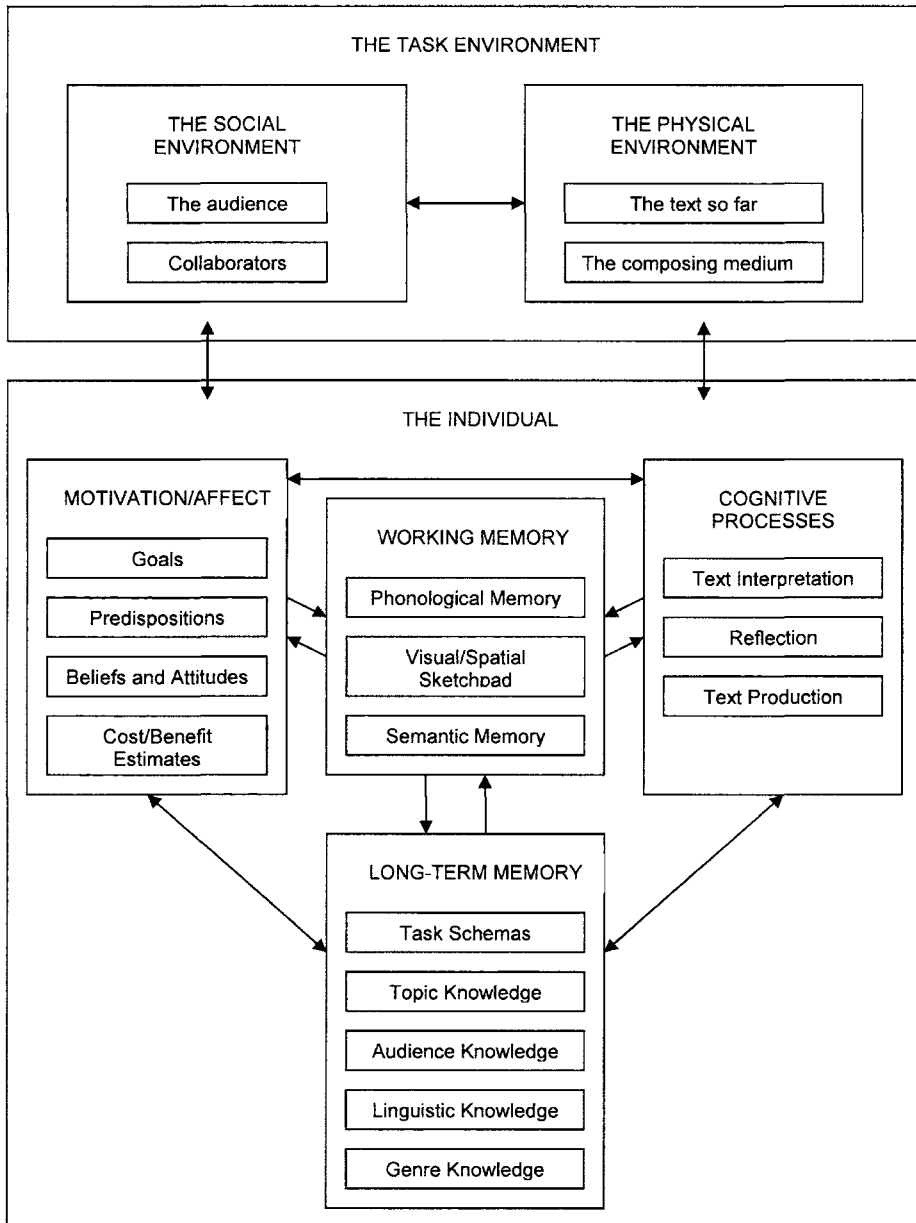 THE TASK ENVIRONMENT
THE SOCIAL
ENVIRONMENT
The audience
Collaborators
THE PHYSICAL
ENVIRONMENT
The text so far
The composing medium
THE INDIVIDUAL
MOTIVATION/AFFECT
Goals
Predispositions
Beliefs and Attitudes
Cost/Benefit
Estimates
WORKING MEMORY
Phonological Memory
Visual/Spatial
Sketchpad
Semantic Memory
COGNITIVE
PROCESSES
Text Interpretation
Reflection
Text Production
LONG-TERM MEMORY
Task Schemas
Topic Knowledge
Audience Knowledge
Linguistic Knowledge
Genre Knowledge